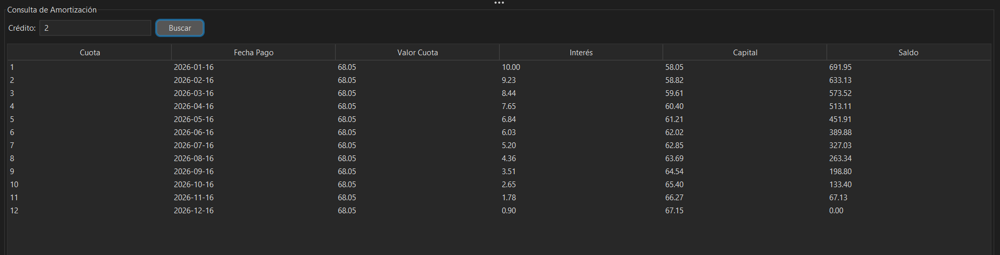 Consulta de Amortización
Crédito: 2 Buscar
Cuota Fecha Pago Valor Cuota Interés Capital Saldo
1 2026-01-16 68.05 10.00 58.05 691.95
2 2026-02-16 68.05 9.23 58.82 633.13
3 2026-03-16 68.05 8.44 59.61 573.52
4 2026-04-16 68.05 7.65 60.40 513.11
5 2026-05-16 68.05 6.84 61.21 451.91
6 2026-06-16 68.05 6.03 62.02 389.88
7 2026-07-16 68.05 5.20 62.85 327.03
8 2026-08-16 68.05 4.36 63.69 263.34
9 2026-09-16 68.05 3.51 64.54 198.80
10 2026-10-16 68.05 2.65 65.40 133.40
11 2026-11-16 68.05 1.78 66.27 67.13
12 2026-12-16 68.05 0.90 67.15 0.00